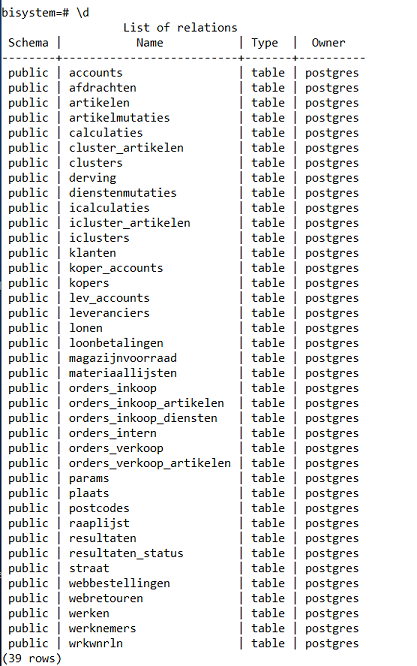 bisystem=# \d
List of relations
Schema | Name | Type | Owner
--------+-------------------------+-------+----------
public | accounts | table | postgres
public | afdrachten | table | postgres
public | artikelen | table | postgres
public | artikelmutaties | table | postgres
public | calculaties | table | postgres
public | cluster_artikelen | table | postgres
public | clusters | table | postgres
public | derving | table | postgres
public | dienstenmutaties | table | postgres
public | icalculaties | table | postgres
public | icluster_artikelen | table | postgres
public | iclusters | table | postgres
public | klanten | table | postgres
public | koper_accounts | table | postgres
public | kopers | table | postgres
public | lev_accounts | table | postgres
public | leveranciers | table | postgres
public | lonen | table | postgres
public | loonbetalingen | table | postgres
public | magazijnvoorraad | table | postgres
public | materiaallijsten | table | postgres
public | orders_inkoop | table | postgres
public | orders_inkoop_artikelen | table | postgres
public | orders_inkoop_diensten | table | postgres
public | orders_intern | table | postgres
public | orders_verkoop | table | postgres
public | orders_verkoop_artikelen | table | postgres
public | params | table | postgres
public | plaats | table | postgres
public | postcodes | table | postgres
public | raaplijst | table | postgres
public | resultaten | table | postgres
public | resultaten_status | table | postgres
public | straat | table | postgres
public | webbestellingen | table | postgres
public | webretouren | table | postgres
public | werken | table | postgres
public | werknemers | table | postgres
public | wrkwnrln | table | postgres
(39 rows)